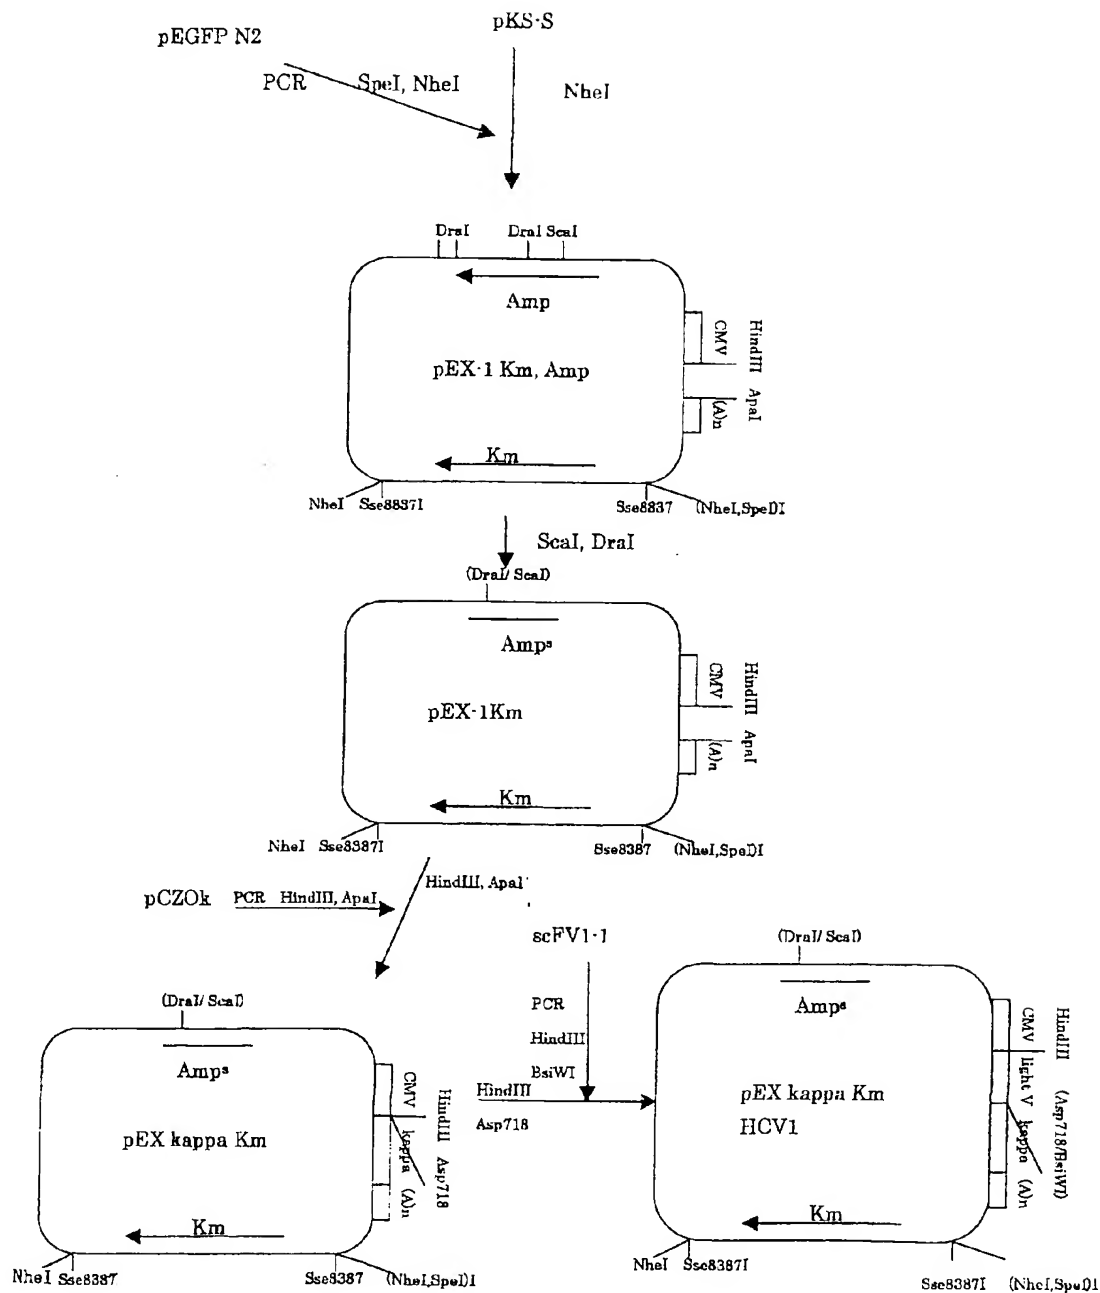 pEGFP N2
pKS-S
PCR SpeI, NheI
NheI
DraI DraI ScaI
Amp
pEX-1 Km, Amp
CMV HindIII
(A)n ApaI
Km
NheI Sse8837I Sse8837 (NheI,SpeI)I
ScaI, DraI
(DraI/ ScaI)
Ampˢ
pEX-1Km
CMV HindIII
(A)n ApaI
Km
NheI Sse8387I Sse8387 (NheI,SpeI)I
HindIII, ApaI
pCZOk PCR HindIII, ApaI
scFV1-1
PCR
HindIII
BsiWI
(DraI/ ScaI)
Ampˢ
pEX kappa Km
CMV kappa (A)n
HindIII Asp718
Km
NheI Sse8387 Sse8387 (NheI,SpeI)I
HindIII
Asp718
(DraI/ ScaI)
Ampˢ
pEX kappa Km
HCV1
CMV light V kappa (A)n
HindIII (Asp718/BsiWI)
Km
NheI Sse8387I Sse8387I (NheI,SpeI)I